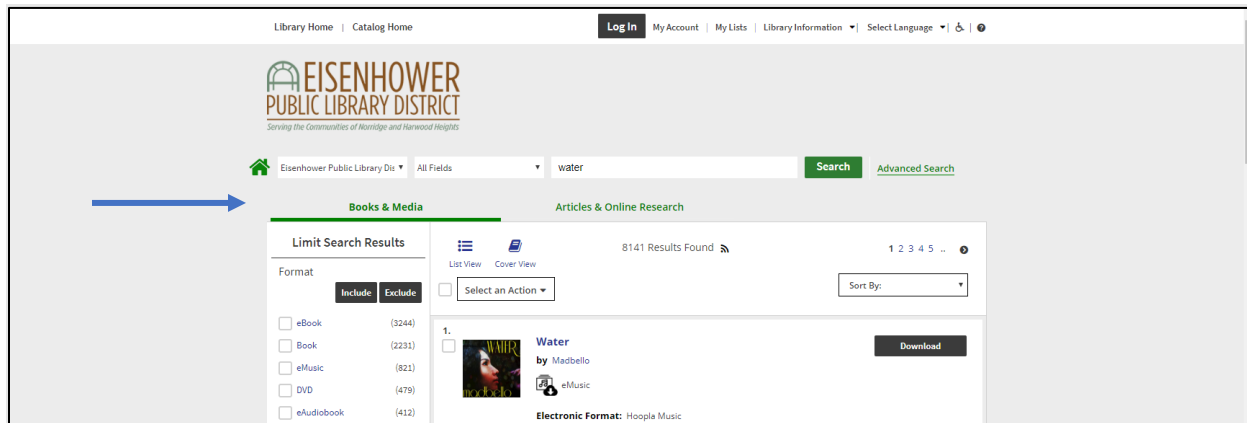 Library Home | Catalog Home
Log In My Account | My Lists | Library Information | Select Language
EISENHOWER
PUBLIC LIBRARY DISTRICT
Serving the Communities of Norridge and Harwood Heights
Eisenhower Public Library Dis All Fields water Search Advanced Search
Books & Media Articles & Online Research
Limit Search Results
8141 Results Found
1 2 3 4 5 ..
List View Cover View
Format
Include Exclude
Select an Action
Sort By:
eBook (3244)
Book (2231)
eMusic (821)
DVD (479)
eAudiobook (412)
1.
WATER
madbello
Water
by Madbello
eMusic
Electronic Format: Hoopla Music
Download